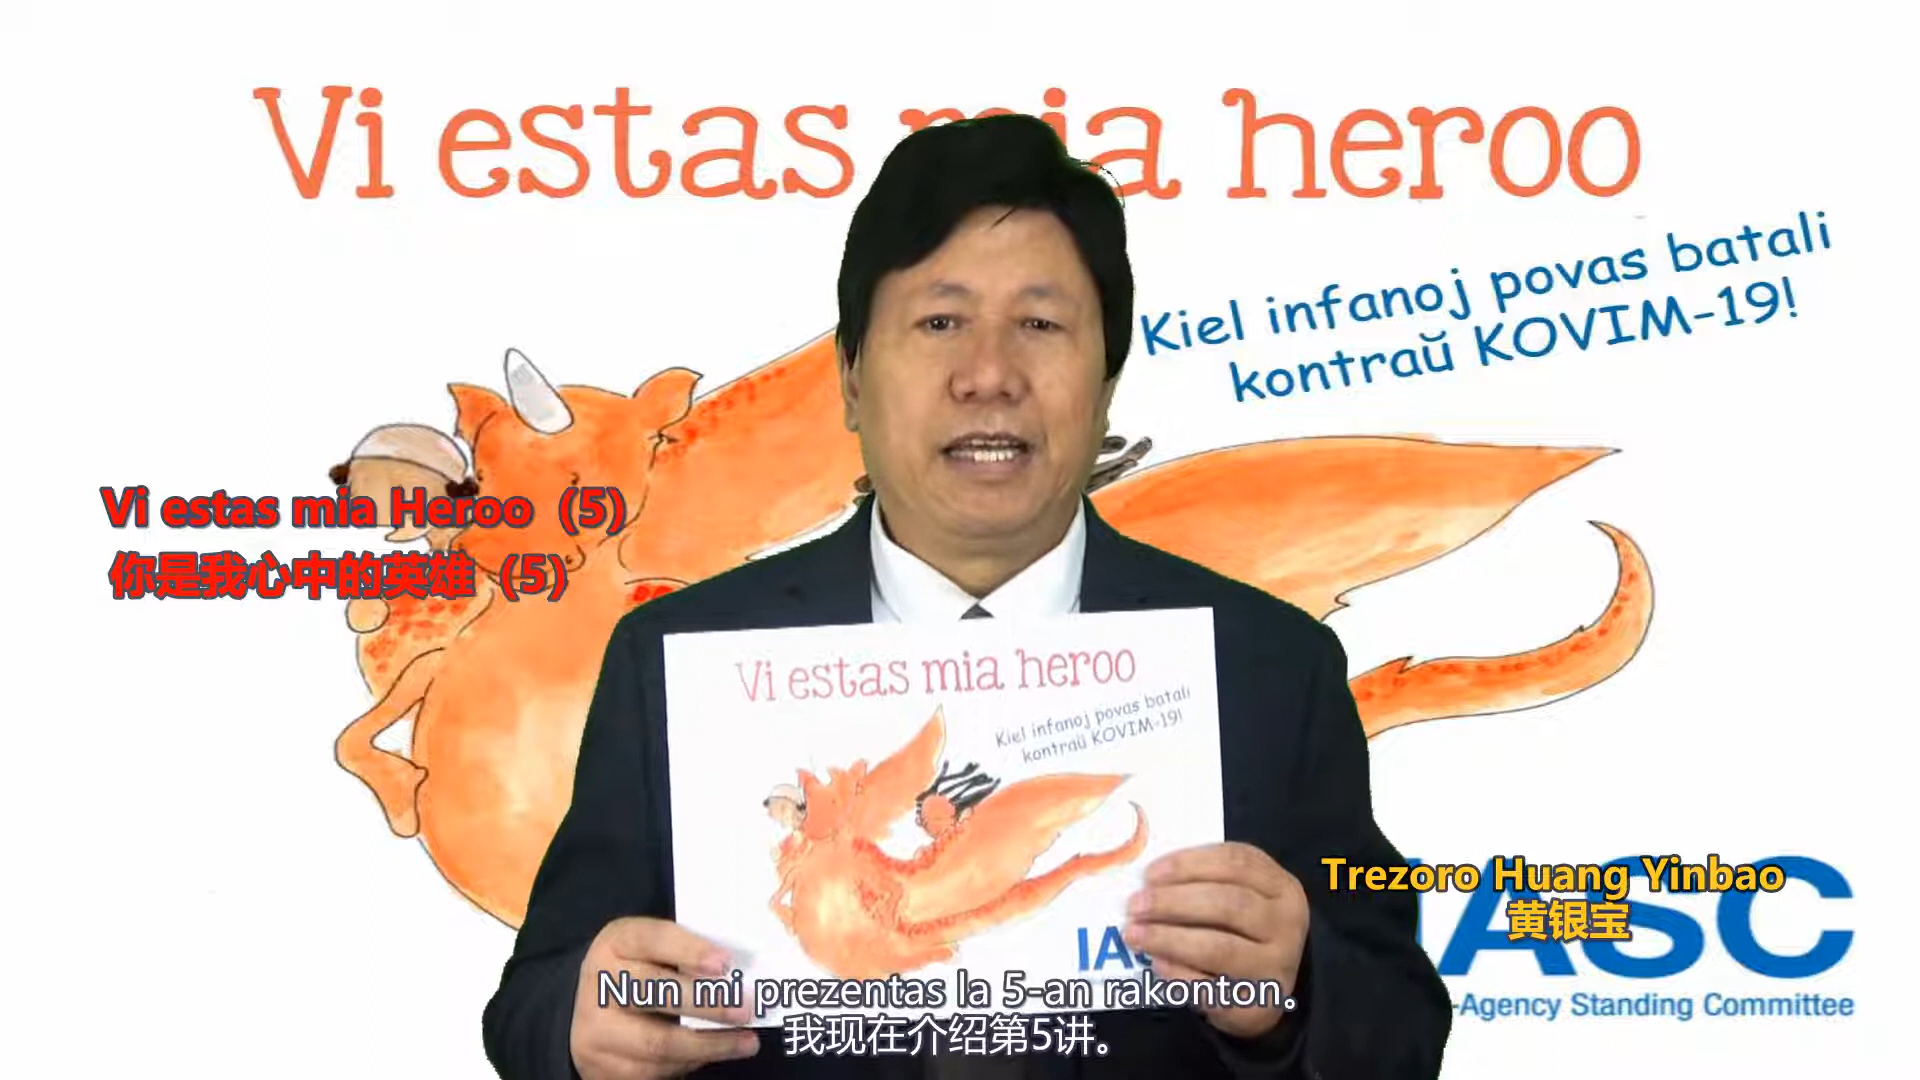 Vi estas mia heroo
Kiel infanoj povas batali
kontraŭ KOVIM-19!
Vi estas mia Heroo (5)
你是我心中的英雄 (5)
Vi estas mia heroo
Kiel infanoj povas batali
kontraŭ KOVIM-19!
Trezoro Huang Yinbao
黄银宝
IASC
-Agency Standing Committee
Nun mi prezentas la 5-an rakonton.
我现在介绍第5讲。